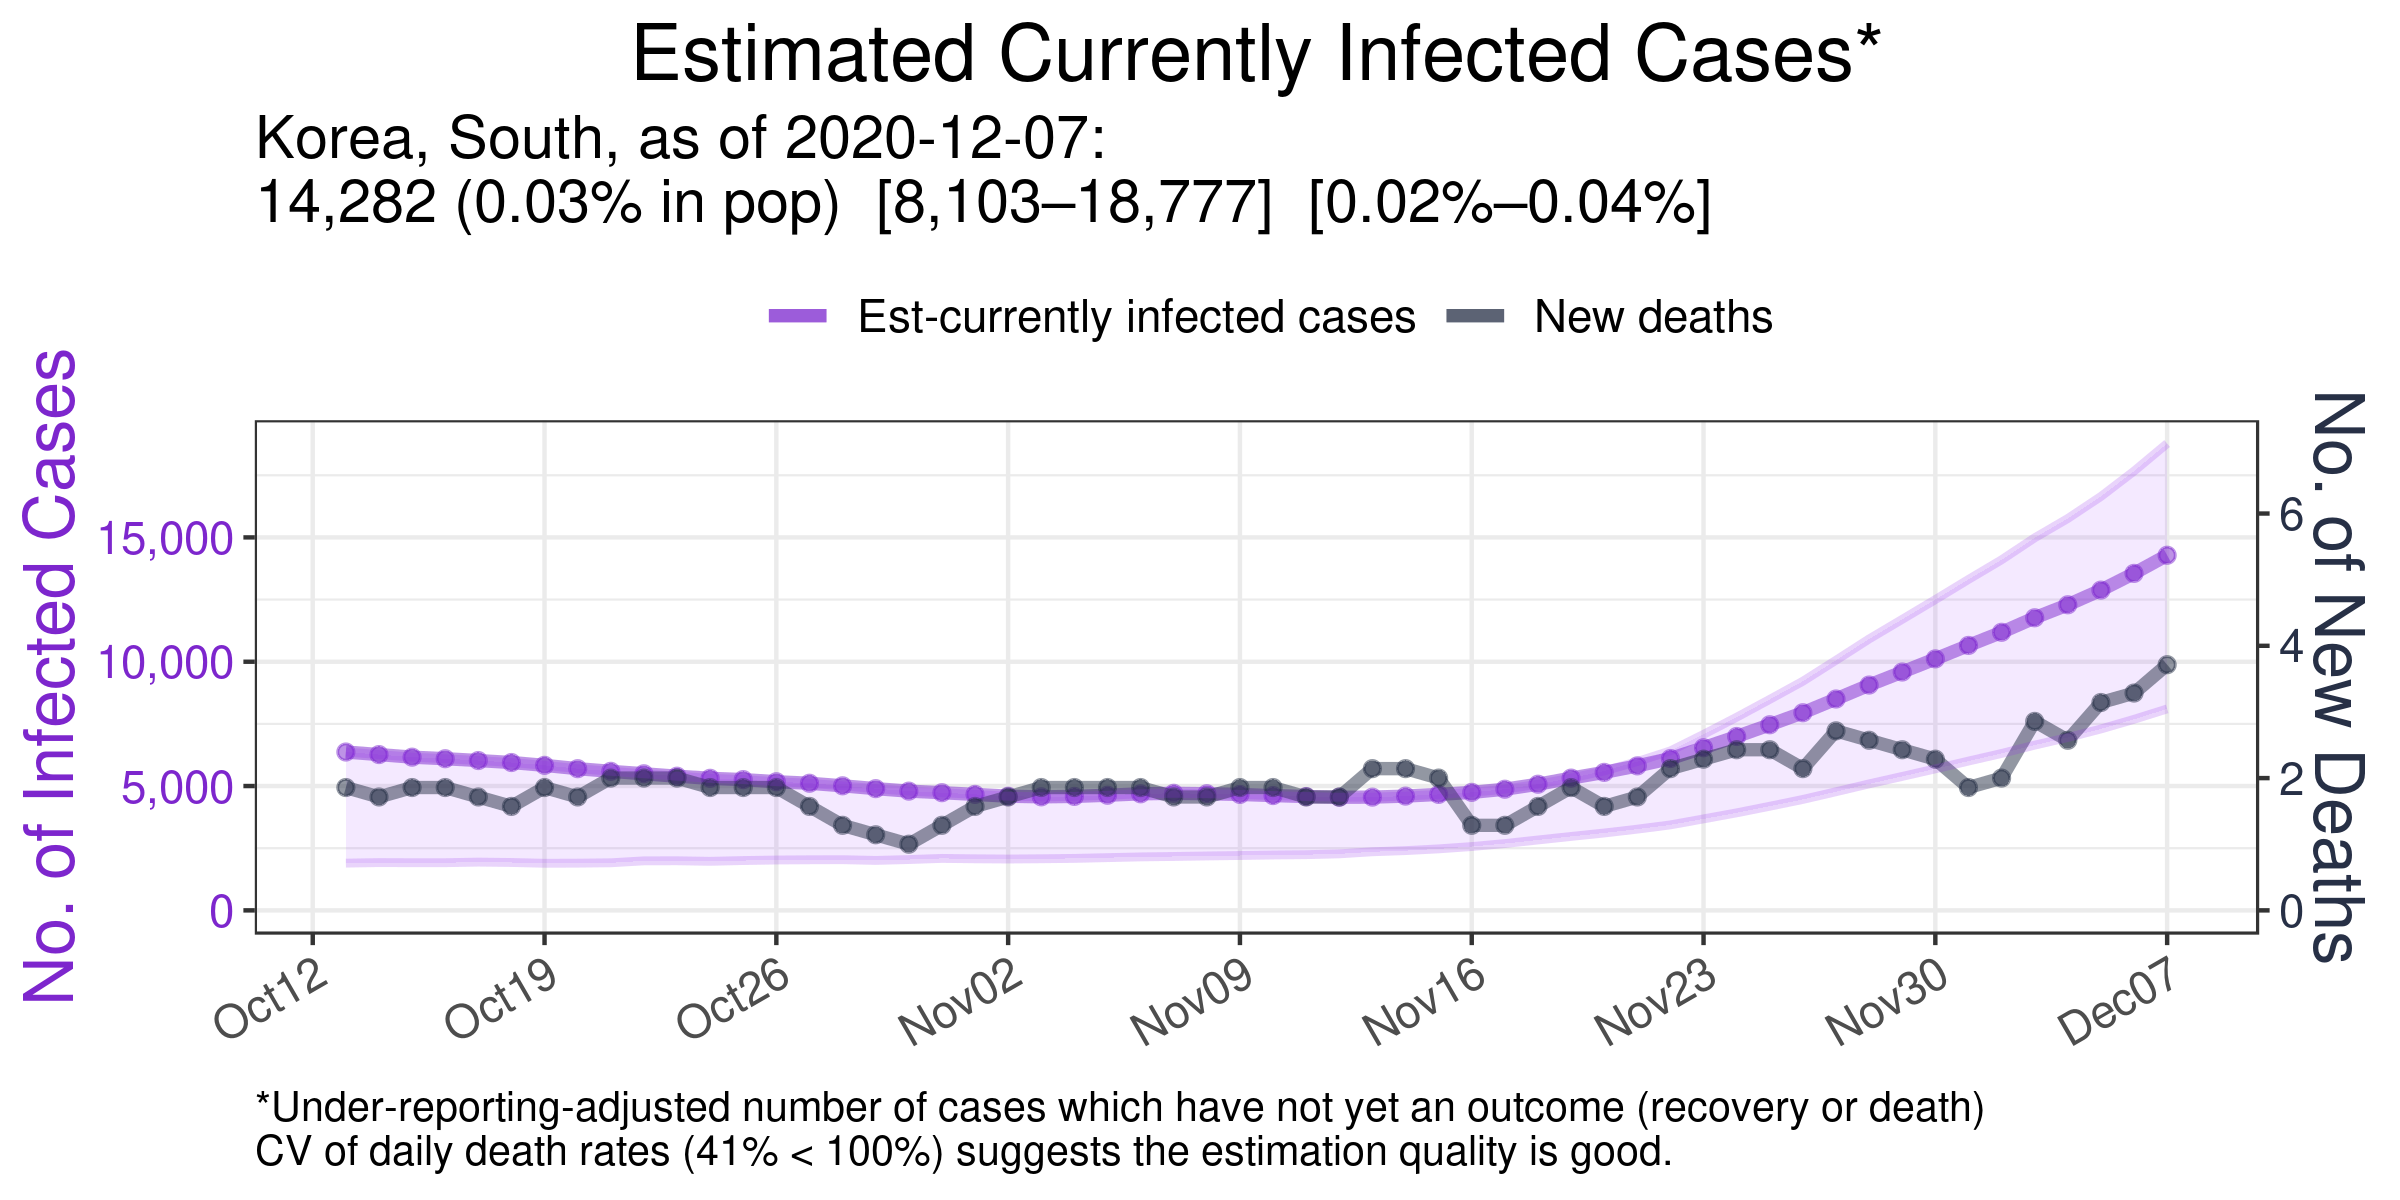 Estimated Currently Infected Cases*
Korea, South, as of 2020-12-07:
14,282 (0.03% in pop)  [8,103–18,777]  [0.02%–0.04%]
Est-currently infected cases
New deaths
No. of Infected Cases
15,000
10,000
5,000
0
6
4
2
0
No. of New Deaths
Oct12
Oct19
Oct26
Nov02
Nov09
Nov16
Nov23
Nov30
Dec07
*Under-reporting-adjusted number of cases which have not yet an outcome (recovery or death)
CV of daily death rates (41% < 100%) suggests the estimation quality is good.